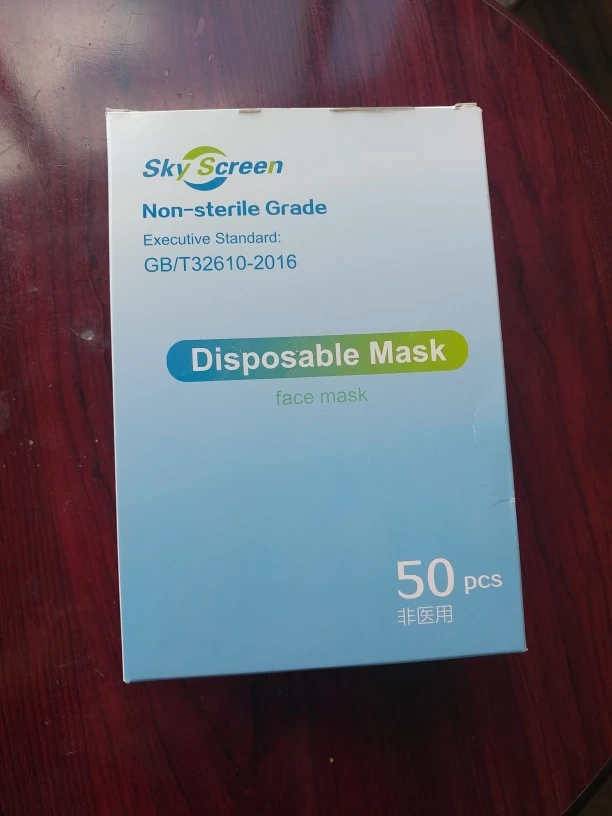 Sky Screen
Non-sterile Grade
Executive Standard:
GB/T32610-2016
Disposable Mask
face mask
50 pcs
非医用